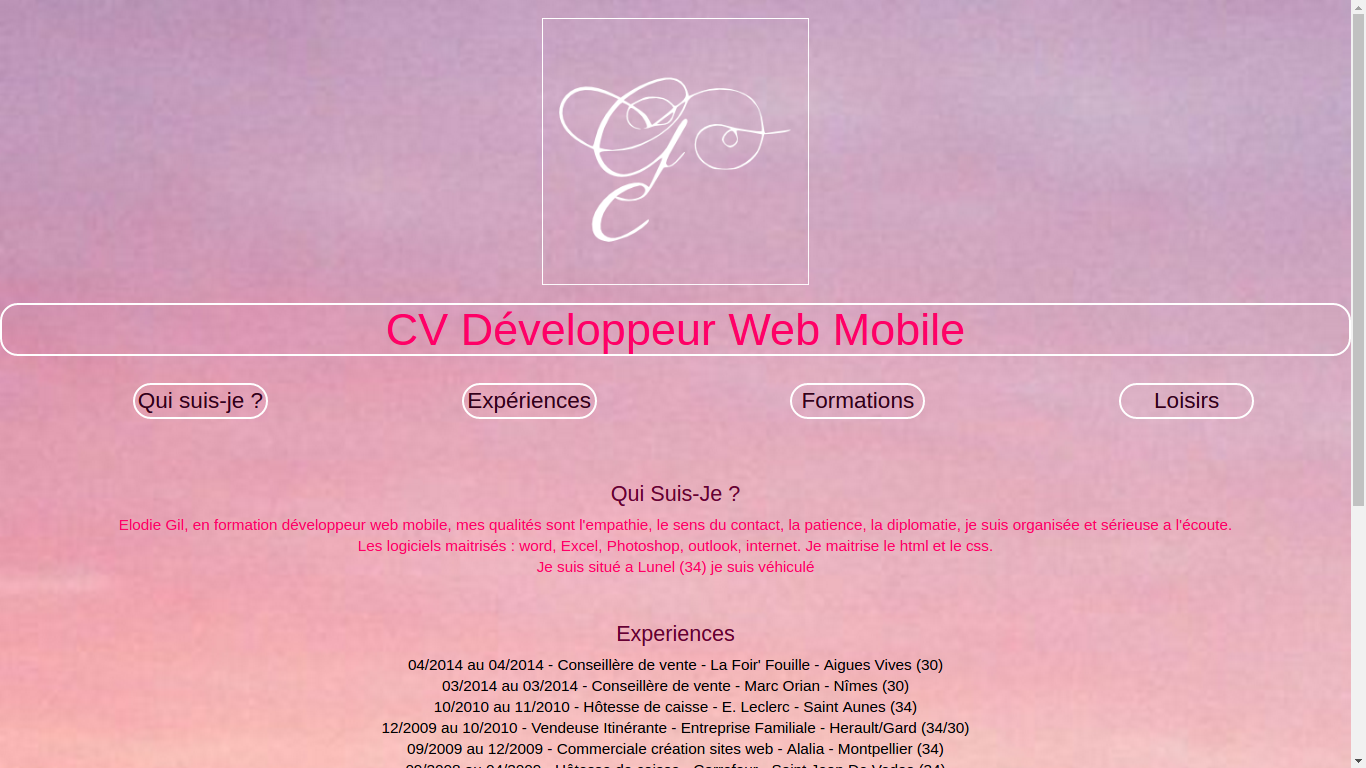 CV Développeur Web Mobile
Qui suis-je ?
Expériences
Formations
Loisirs
Qui Suis-Je ?
Elodie Gil, en formation développeur web mobile, mes qualités sont l'empathie, le sens du contact, la patience, la diplomatie, je suis organisée et sérieuse a l'écoute.
Les logiciels maitrisés : word, Excel, Photoshop, outlook, internet. Je maitrise le html et le css.
Je suis situé a Lunel (34) je suis véhiculé
Experiences
04/2014 au 04/2014 - Conseillère de vente - La Foir' Fouille - Aigues Vives (30)
03/2014 au 03/2014 - Conseillère de vente - Marc Orian - Nîmes (30)
10/2010 au 11/2010 - Hôtesse de caisse - E. Leclerc - Saint Aunes (34)
12/2009 au 10/2010 - Vendeuse Itinérante - Entreprise Familiale - Herault/Gard (34/30)
09/2009 au 12/2009 - Commerciale création sites web - Alalia - Montpellier (34)